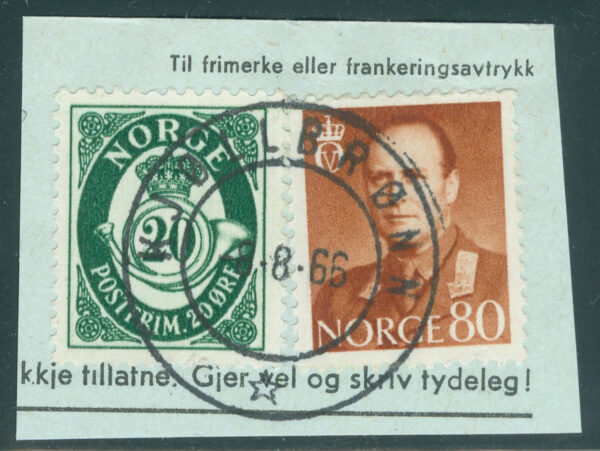 Til frimerke eller frankeringsavtrykk
NORGE
20
POSTFRIM. 20 ØRE
V
NORGE 80
8-8-66
kkje tillatne. Gjer vel og skriv tydeleg!